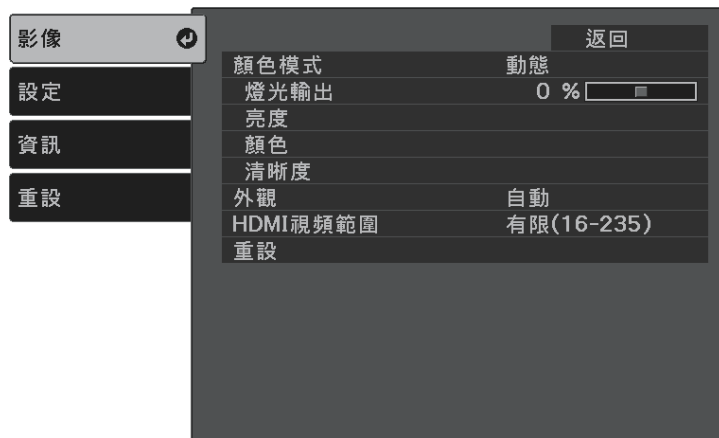 影像
設定
資訊
重設
返回
顏色模式 動態
燈光輸出 0 %
亮度
顏色
清晰度
外觀 自動
HDMI視頻範圍 有限(16-235)
重設